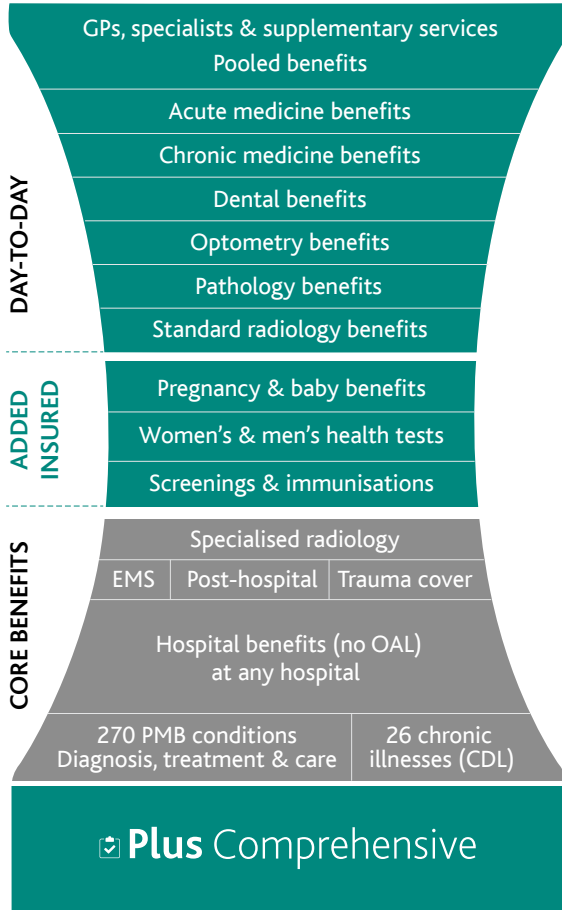 GPs, specialists & supplementary services
Pooled benefits
Acute medicine benefits
Chronic medicine benefits
Dental benefits
Optometry benefits
Pathology benefits
Standard radiology benefits
DAY-TO-DAY
Pregnancy & baby benefits
Women’s & men’s health tests
Screenings & immunisations
ADDED
INSURED
Specialised radiology
EMS
Post-hospital
Trauma cover
Hospital benefits (no OAL)
at any hospital
270 PMB conditions
Diagnosis, treatment & care
26 chronic
illnesses (CDL)
CORE BENEFITS
Plus Comprehensive